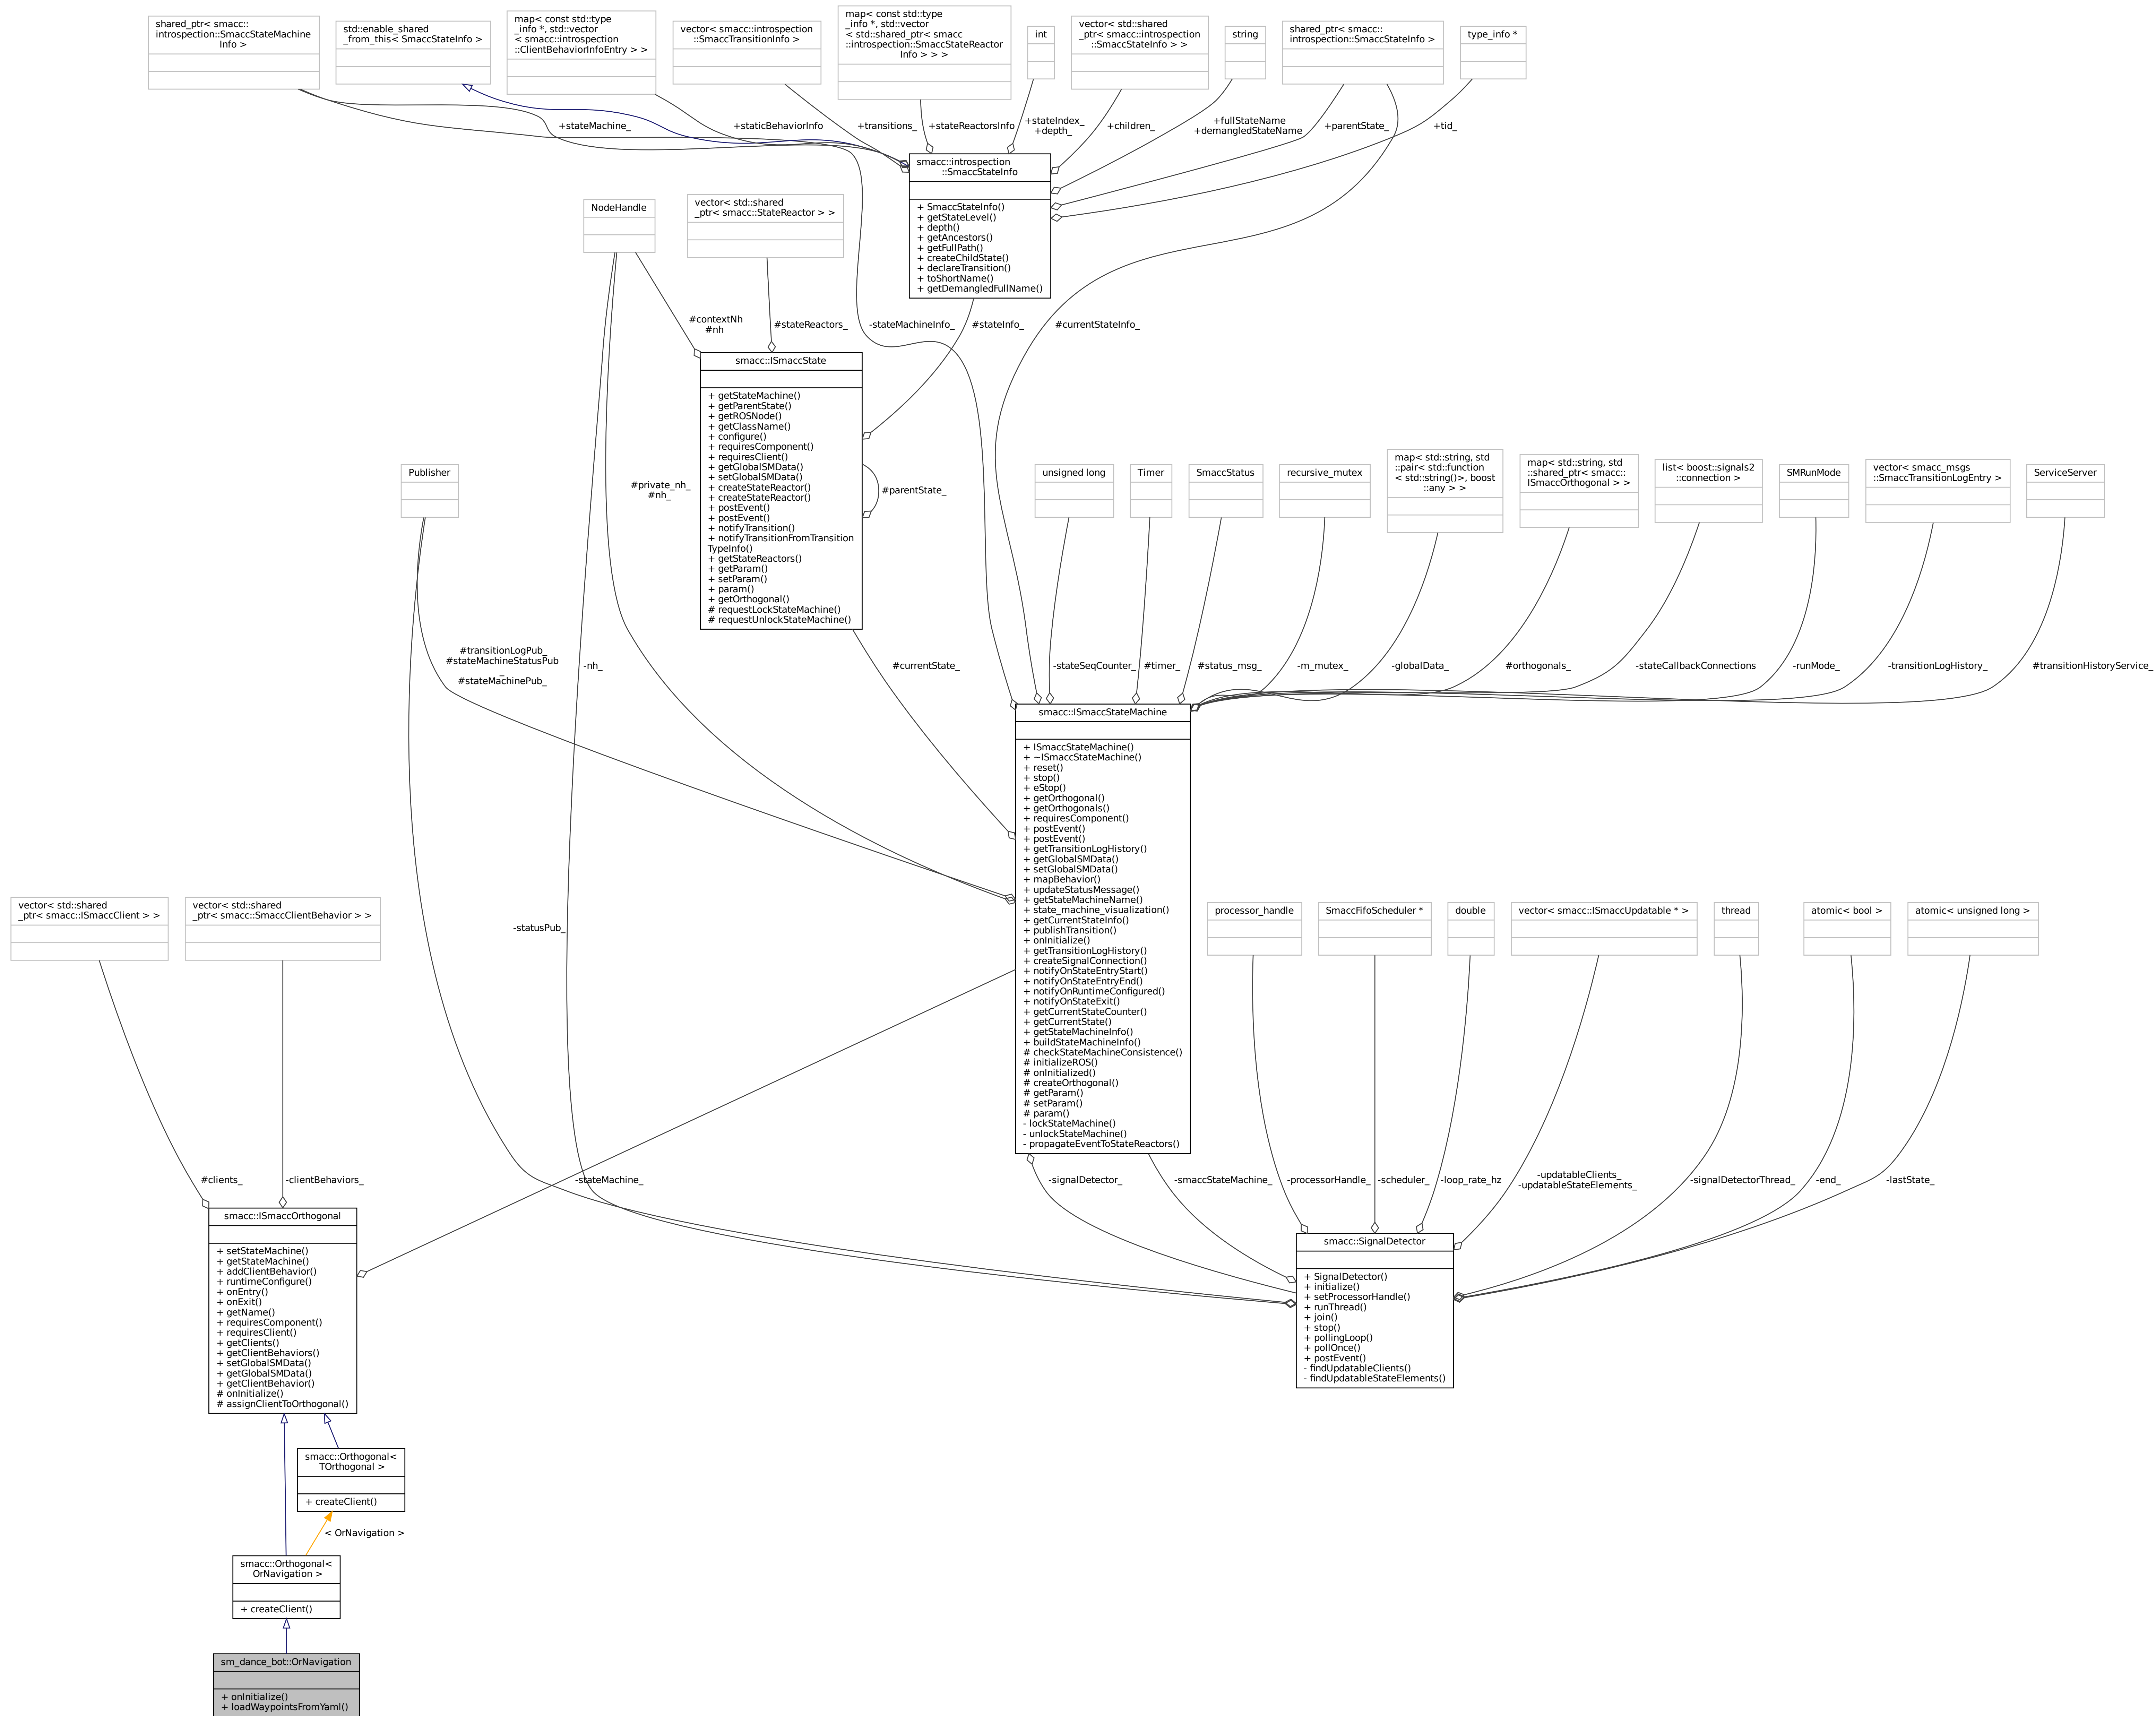 shared_ptr< smacc::
introspection::SmaccStateMachine
Info >
std::enable_shared
_from_this< SmaccStateInfo >
map< const std::type
_info *, std::vector
< smacc::introspection
::ClientBehaviorInfoEntry > >
vector< smacc::introspection
::SmaccTransitionInfo >
map< const std::type
_info *, std::vector
< std::shared_ptr< smacc
::introspection::SmaccStateReactor
Info > > >
int
vector< std::shared
_ptr< smacc::introspection
::SmaccStateInfo > >
string
shared_ptr< smacc::
introspection::SmaccStateInfo >
type_info *
+stateMachine_
+staticBehaviorInfo
+transitions_
+stateReactorsInfo
+stateIndex_
+depth_
+children_
+fullStateName
+demangledStateName
+parentState_
+tid_
smacc::introspection
::SmaccStateInfo
+ SmaccStateInfo()
+ getStateLevel()
+ depth()
+ getAncestors()
+ getFullPath()
+ createChildState()
+ declareTransition()
+ toShortName()
+ getDemangledFullName()
NodeHandle
vector< std::shared
_ptr< smacc::StateReactor > >
#contextNh
#nh
#stateReactors_
-stateMachineInfo_
#stateInfo_
#currentStateInfo_
smacc::ISmaccState
+ getStateMachine()
+ getParentState()
+ getROSNode()
+ getClassName()
+ configure()
+ requiresComponent()
+ requiresClient()
+ getGlobalSMData()
+ setGlobalSMData()
+ createStateReactor()
+ createStateReactor()
+ postEvent()
+ postEvent()
+ notifyTransition()
+ notifyTransitionFromTransition
TypeInfo()
+ getStateReactors()
+ getParam()
+ setParam()
+ param()
+ getOrthogonal()
# requestLockStateMachine()
# requestUnlockStateMachine()
#parentState_
Publisher
#private_nh_
#nh_
unsigned long
Timer
SmaccStatus
recursive_mutex
map< std::string, std
::pair< std::function
< std::string()>, boost
::any > >
map< std::string, std
::shared_ptr< smacc::
ISmaccOrthogonal > >
list< boost::signals2
::connection >
SMRunMode
vector< smacc_msgs
::SmaccTransitionLogEntry >
ServiceServer
#transitionLogPub_
#stateMachineStatusPub
_
#stateMachinePub_
-nh_
#currentState_
-stateSeqCounter_
#timer_
#status_msg_
-m_mutex_
-globalData_
#orthogonals_
-stateCallbackConnections
-runMode_
-transitionLogHistory_
#transitionHistoryService_
smacc::ISmaccStateMachine
+ ISmaccStateMachine()
+ ~ISmaccStateMachine()
+ reset()
+ stop()
+ eStop()
+ getOrthogonal()
+ getOrthogonals()
+ requiresComponent()
+ postEvent()
+ postEvent()
+ getTransitionLogHistory()
+ getGlobalSMData()
+ setGlobalSMData()
+ mapBehavior()
+ updateStatusMessage()
+ getStateMachineName()
+ state_machine_visualization()
+ getCurrentStateInfo()
+ publishTransition()
+ onInitialize()
+ getTransitionLogHistory()
+ createSignalConnection()
+ notifyOnStateEntryStart()
+ notifyOnStateEntryEnd()
+ notifyOnRuntimeConfigured()
+ notifyOnStateExit()
+ getCurrentStateCounter()
+ getCurrentState()
+ getStateMachineInfo()
+ buildStateMachineInfo()
# checkStateMachineConsistence()
# initializeROS()
# onInitialized()
# createOrthogonal()
# getParam()
# setParam()
# param()
- lockStateMachine()
- unlockStateMachine()
- propagateEventToStateReactors()
vector< std::shared
_ptr< smacc::ISmaccClient > >
vector< std::shared
_ptr< smacc::SmaccClientBehavior > >
-statusPub_
processor_handle
SmaccFifoScheduler *
double
vector< smacc::ISmaccUpdatable * >
thread
atomic< bool >
atomic< unsigned long >
#clients_
-clientBehaviors_
-stateMachine_
-signalDetector_
-smaccStateMachine_
-processorHandle_
-scheduler_
-loop_rate_hz
-updatableClients_
-updatableStateElements_
-signalDetectorThread_
-end_
-lastState_
smacc::ISmaccOrthogonal
+ setStateMachine()
+ getStateMachine()
+ addClientBehavior()
+ runtimeConfigure()
+ onEntry()
+ onExit()
+ getName()
+ requiresComponent()
+ requiresClient()
+ getClients()
+ getClientBehaviors()
+ setGlobalSMData()
+ getGlobalSMData()
+ getClientBehavior()
# onInitialize()
# assignClientToOrthogonal()
smacc::SignalDetector
+ SignalDetector()
+ initialize()
+ setProcessorHandle()
+ runThread()
+ join()
+ stop()
+ pollingLoop()
+ pollOnce()
+ postEvent()
- findUpdatableClients()
- findUpdatableStateElements()
smacc::Orthogonal<
TOrthogonal >
+ createClient()
< OrNavigation >
smacc::Orthogonal<
OrNavigation >
+ createClient()
sm_dance_bot::OrNavigation
+ onInitialize()
+ loadWaypointsFromYaml()